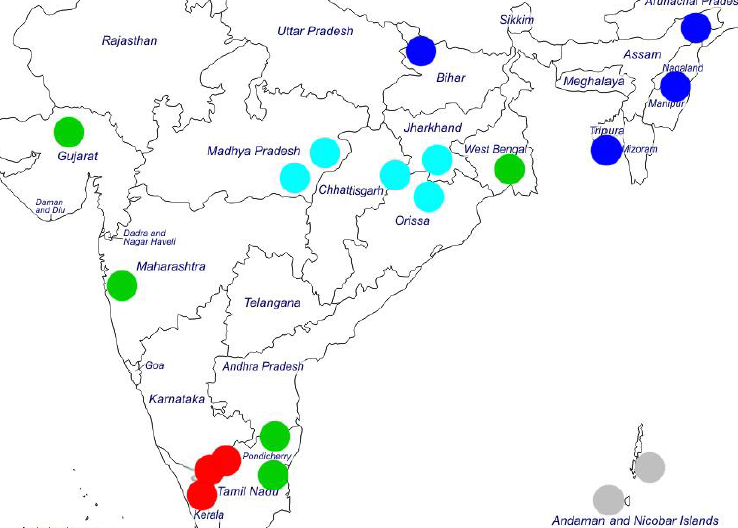 Arunachal Prades
Sikkim
Uttar Pradesh
Rajasthan
Assam
Nagaland
Bihar
Meghalaya
Manipur
Jharkhand
Tripura
West Bengal
Mizoram
Madhya Pradesh
Gujarat
Chhattisgarh
Daman
and Diu
Orissa
Dadra and
Nagar Haveli
Maharashtra
Telangana
Goa
Andhra Pradesh
Karnataka
Pondicherry
Tamil Nadu
Kerala
Andaman and Nicobar Islands